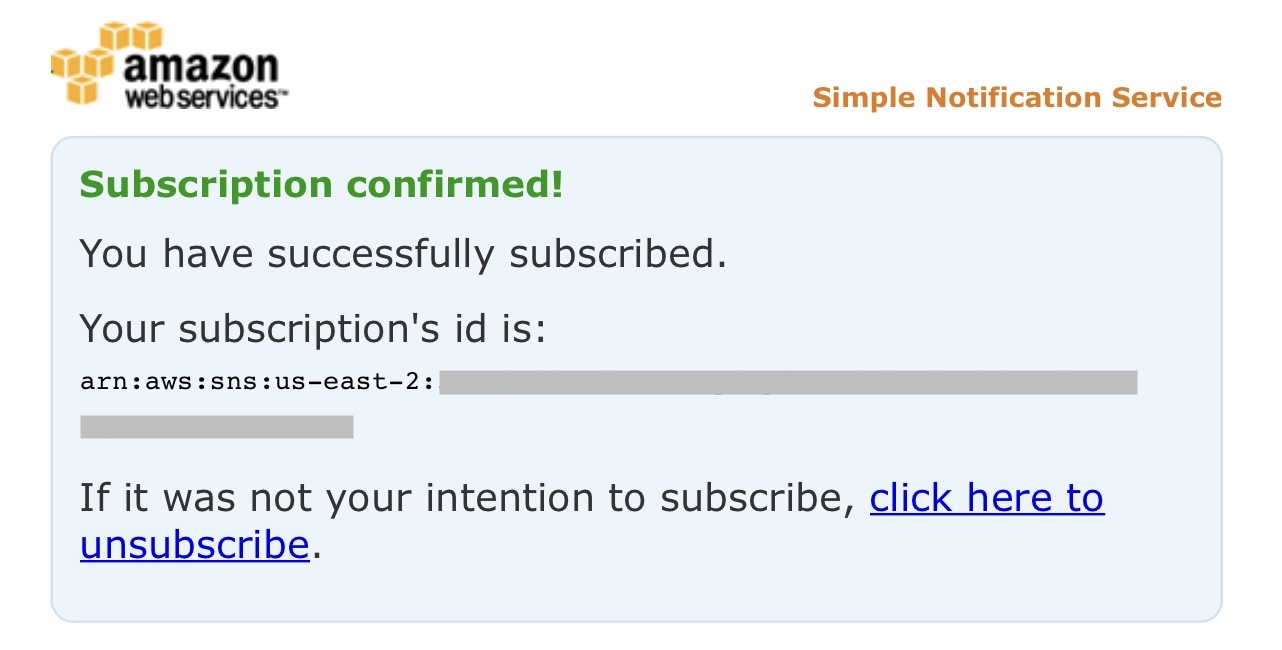 amazon
webservices™
Simple Notification Service
Subscription confirmed!
You have successfully subscribed.
Your subscription's id is:
arn:aws:sns:us-east-2:
If it was not your intention to subscribe, click here to
unsubscribe.